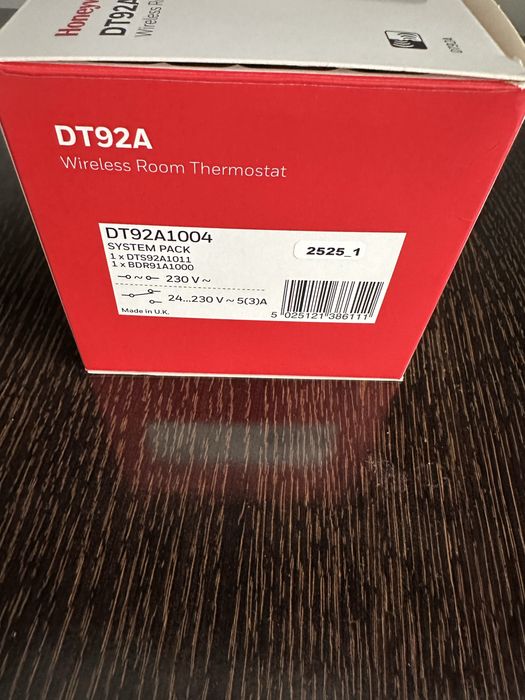 DT92A
DT92A
Wireless Room Thermostat
DT92A1004
SYSTEM PACK
1 x DTS92A1011
1 x BDR91A1000
2525_1
~ 230 V ~
24...230 V ~ 5(3)A
Made in U.K.
5 025121 386111